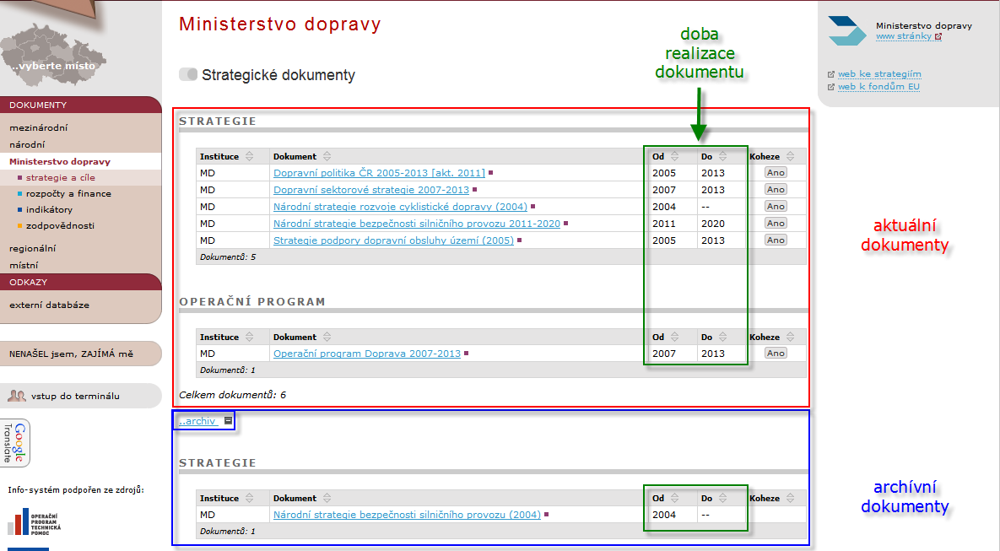 ..vyberte místo
DOKUMENTY
mezinárodní
národní
Ministerstvo dopravy
strategie a cíle
rozpočty a finance
indikátory
zodpovědnosti
regionální
místní
ODKAZY
externí databáze
NENAŠEL jsem, ZAJÍMÁ mě
vstup do terminálu
Google
Translate
Info-systém podpořen ze zdrojů:
OPERAČNÍ
PROGRAM
TECHNICKÁ
POMOC
Ministerstvo dopravy
Strategické dokumenty
doba
realizace
dokumentu
STRATEGIE
Instituce Dokument Od Do Koheze
MD Dopravní politika ČR 2005-2013 [akt. 2011] 2005 2013 Ano
MD Dopravní sektorové strategie 2007-2013 2007 2013 Ano
MD Národní strategie rozvoje cyklistické dopravy (2004) 2004 -- Ano
MD Národní strategie bezpečnosti silničního provozu 2011-2020 2011 2020 Ano
MD Strategie podpory dopravní obsluhy území (2005) 2005 2013 Ano
Dokumentů: 5
OPERAČNÍ PROGRAM
Instituce Dokument Od Do Koheze
MD Operační program Doprava 2007-2013 2007 2013 Ano
Dokumentů: 1
Celkem dokumentů: 6
..archiv
STRATEGIE
Instituce Dokument Od Do Koheze
MD Národní strategie bezpečnosti silničního provozu (2004) 2004 --
Dokumentů: 1
Ministerstvo dopravy
www stránky
web ke strategiím
web k fondům EU
aktuální
dokumenty
archívní
dokumenty